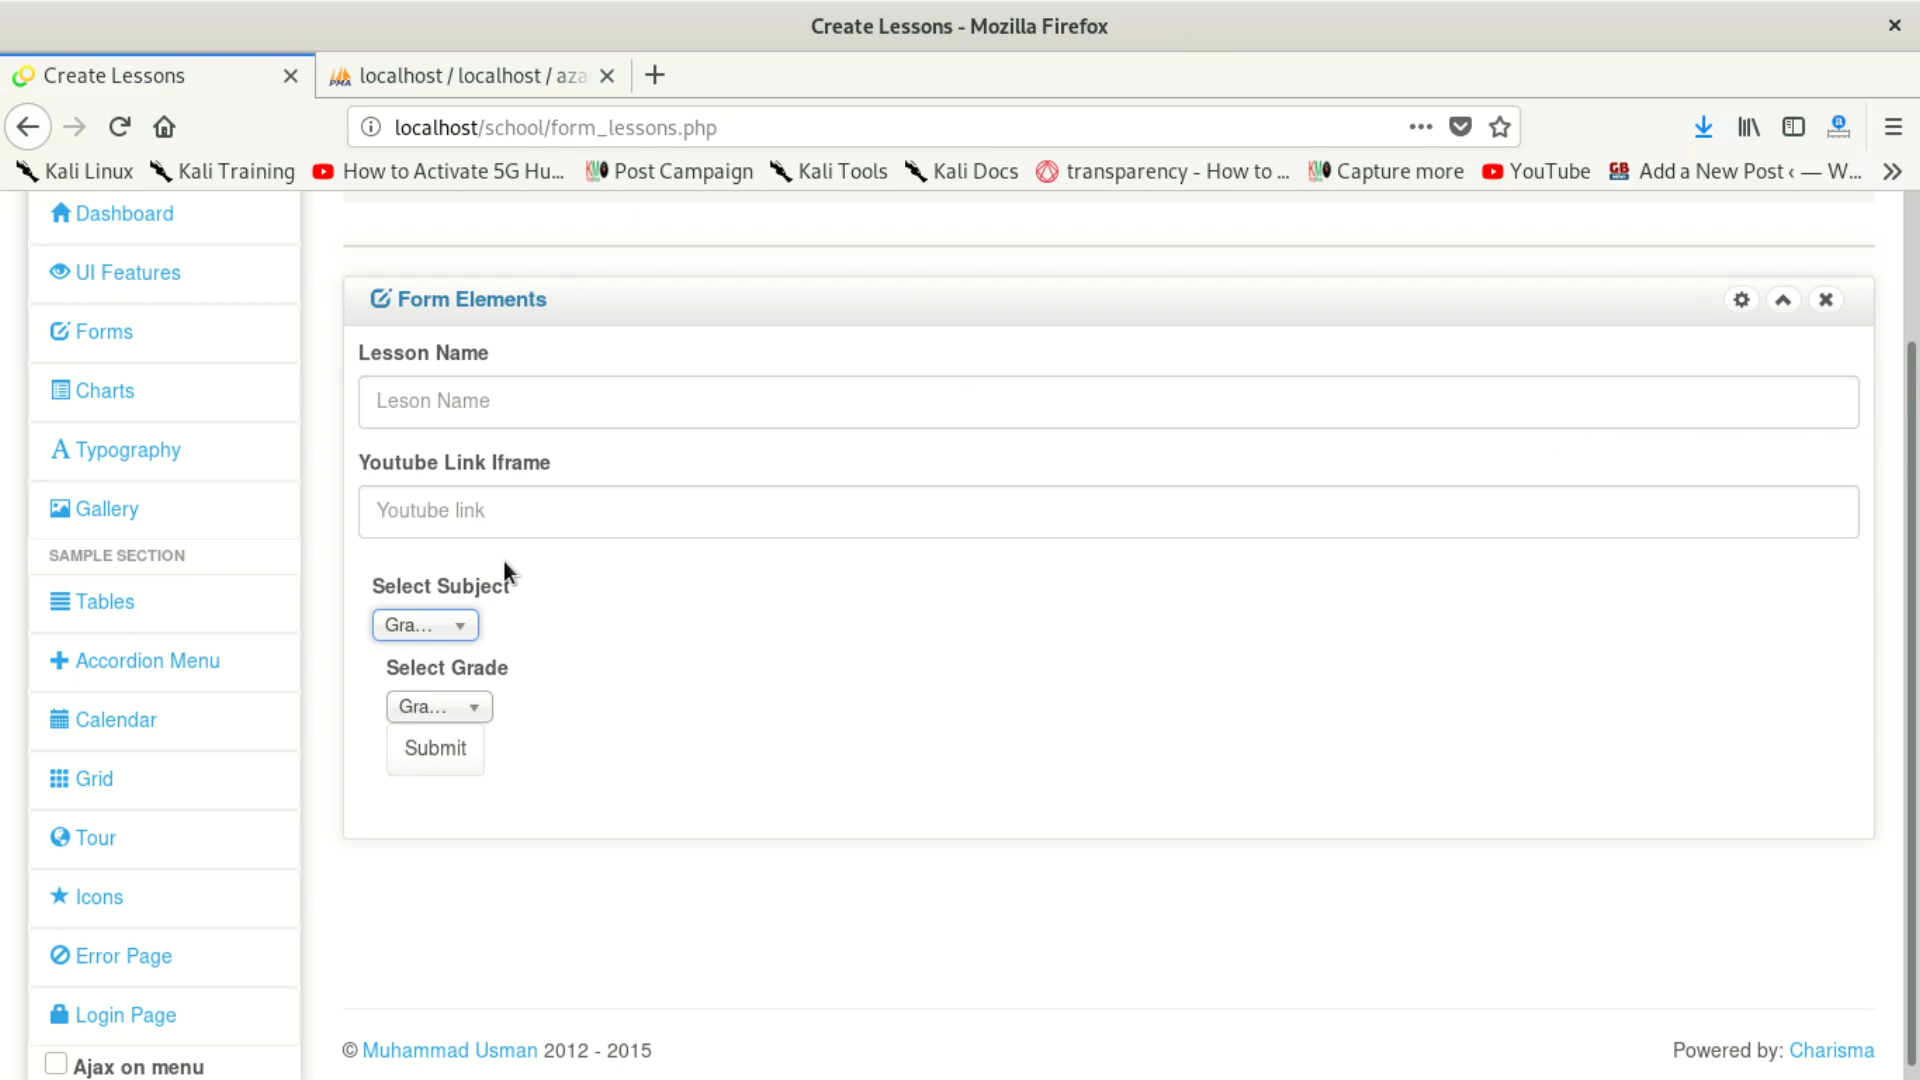 Create Lessons - Mozilla Firefox
Create Lessons
PMA localhost / localhost / aza
localhost/school/form_lessons.php
Kali Linux Kali Training How to Activate 5G Hu... Post Campaign Kali Tools Kali Docs transparency - How to ... Capture more YouTube GB Add a New Post ‹ — W...
Dashboard
UI Features
Forms
Charts
Typography
Gallery
SAMPLE SECTION
Tables
Accordion Menu
Calendar
Grid
Tour
Icons
Error Page
Login Page
Ajax on menu
Form Elements
Lesson Name
Leson Name
Youtube Link Iframe
Youtube link
Select Subject
Gra...
Select Grade
Gra...
Submit
© Muhammad Usman 2012 - 2015
Powered by: Charisma